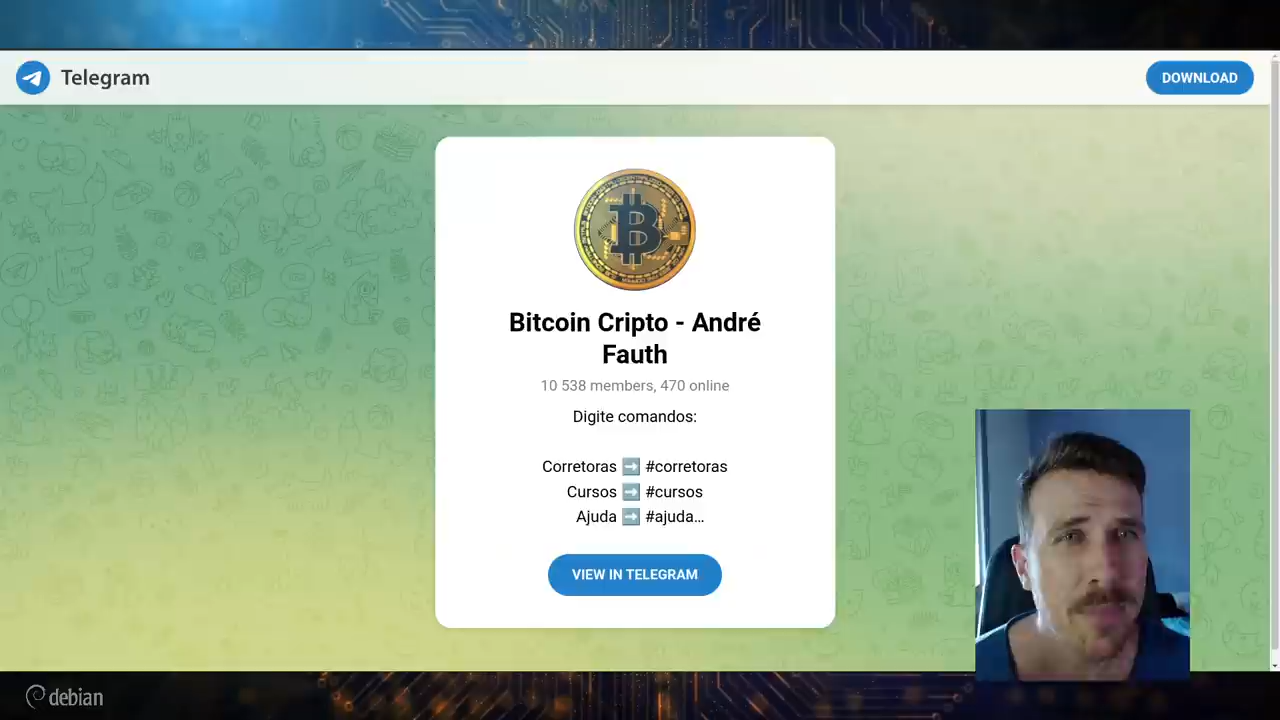 Telegram
DOWNLOAD
Bitcoin Cripto - André
Fauth
10 538 members, 470 online
Digite comandos:
Corretoras ➡️ #corretoras
Cursos ➡️ #cursos
Ajuda ➡️ #ajuda…
VIEW IN TELEGRAM
debian